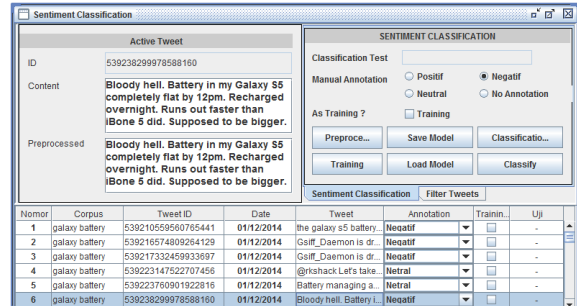 Sentiment Classification
Active Tweet
ID
539238299978588160
Content
Bloody hell. Battery in my Galaxy S5
completely flat by 12pm. Recharged
overnight. Runs out faster than
iBone 5 did. Supposed to be bigger.
Preprocessed
Bloody hell. Battery in my Galaxy S5
completely flat by 12pm. Recharged
overnight. Runs out faster than
iBone 5 did. Supposed to be bigger.
SENTIMENT CLASSIFICATION
Classification Test
Manual Annotation
Positif
Negatif
Neutral
No Annotation
As Training ?
Training
Preproce...
Save Model
Classificatio...
Training
Load Model
Classify
Sentiment Classification
Filter Tweets
Nomor Corpus Tweet ID Date Tweet Annotation Trainin... Uji
1 galaxy battery 539210559560765441 01/12/2014 the galaxy s5 battery... Negatif -
2 galaxy battery 539216574809264129 01/12/2014 Gsiff_Daemon is dr... Negatif -
3 galaxy battery 539217332459933697 01/12/2014 Gsiff_Daemon is dr... Negatif -
4 galaxy battery 539223147522707456 01/12/2014 @rkshack Let's take... Netral -
5 galaxy battery 539223760901922816 01/12/2014 Battery managing a... Netral -
6 galaxy battery 539238299978588160 01/12/2014 Bloody hell. Battery i... Negatif -